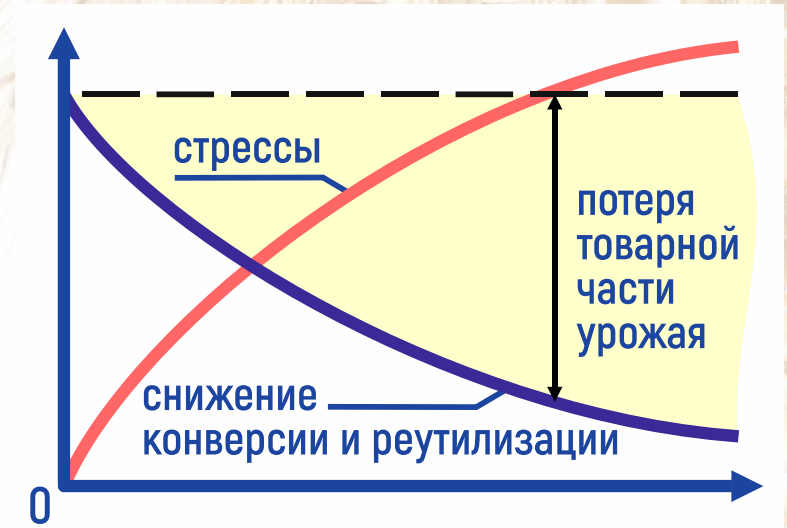 стрессы
потеря
товарной
части
урожая
снижение
конверсии и реутилизации
0